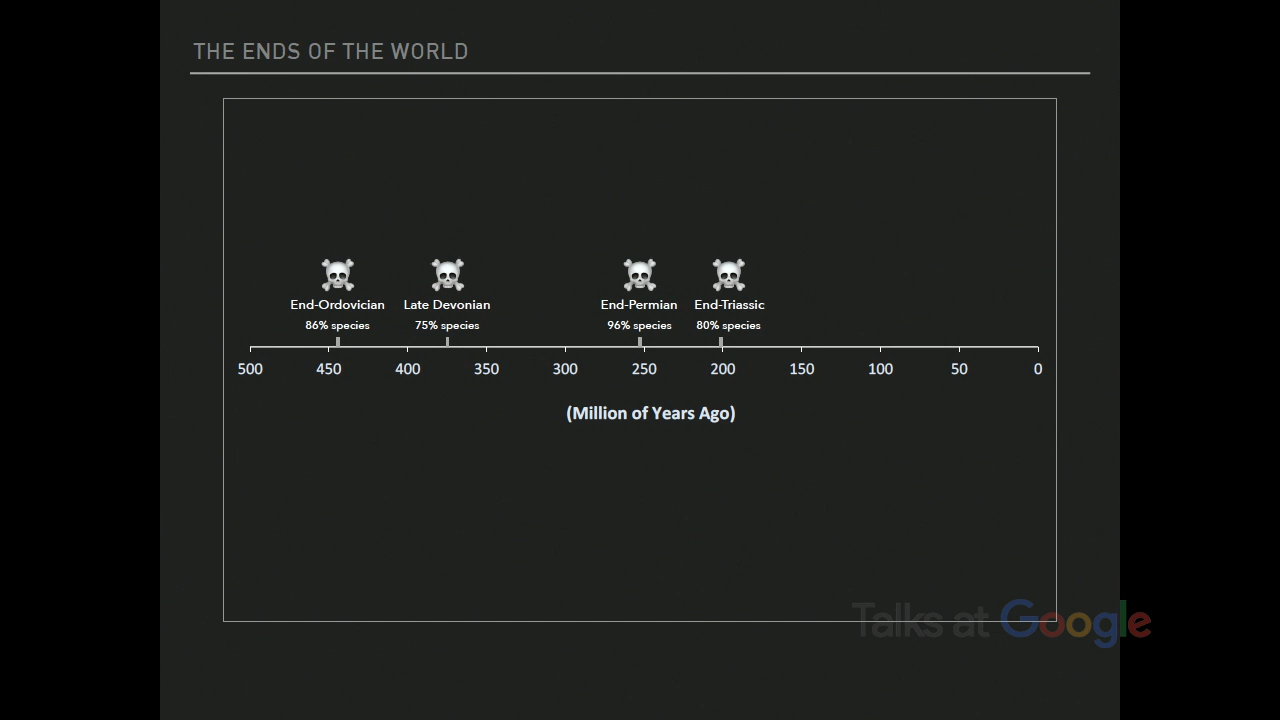 THE ENDS OF THE WORLD
End-Ordovician Late Devonian End-Permian End-Triassic
86% species 75% species 96% species 80% species
500 450 400 350 300 250 200 150 100 50 0
(Million of Years Ago)
Talks at Google